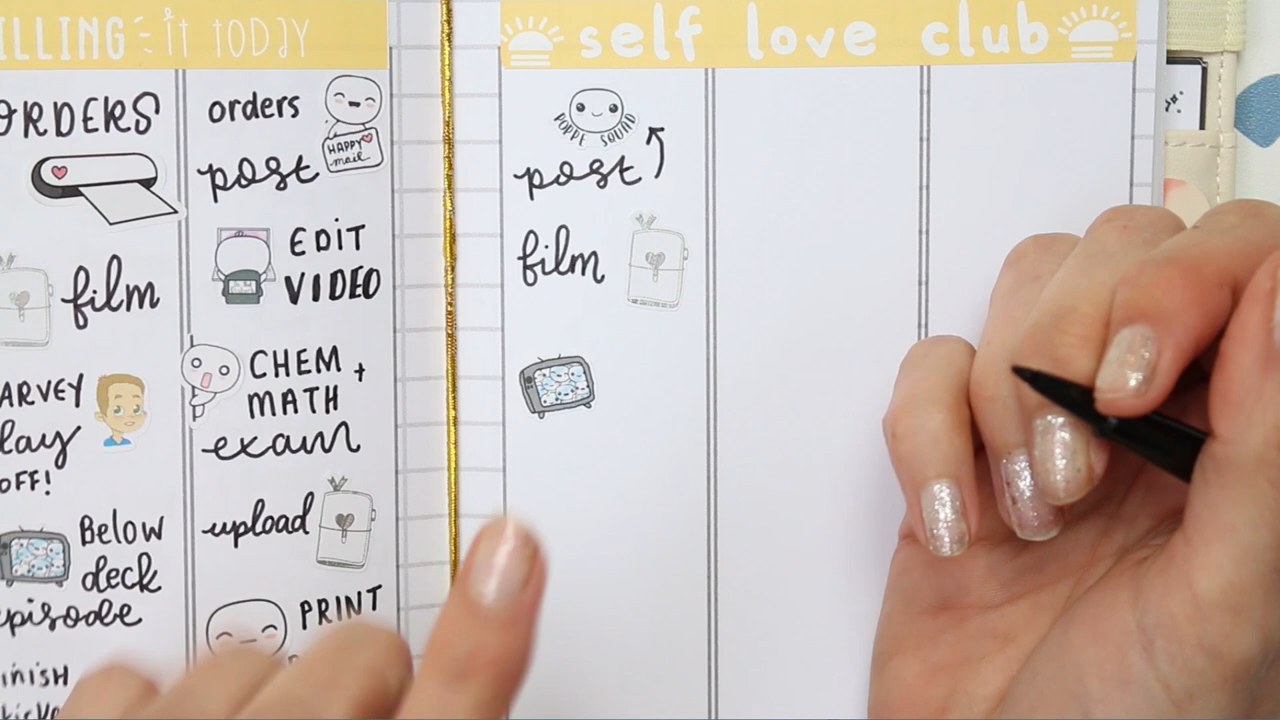 ILLING it TODAY
ORDERS
film
ARVEY
lay
OFF!
Below
deck
episode
orders
HAPPY
mail
post
EDIT
VIDEO
CHEM +
MATH
exam
upload
PRINT
self love club
POPPE SQUAD
post
film